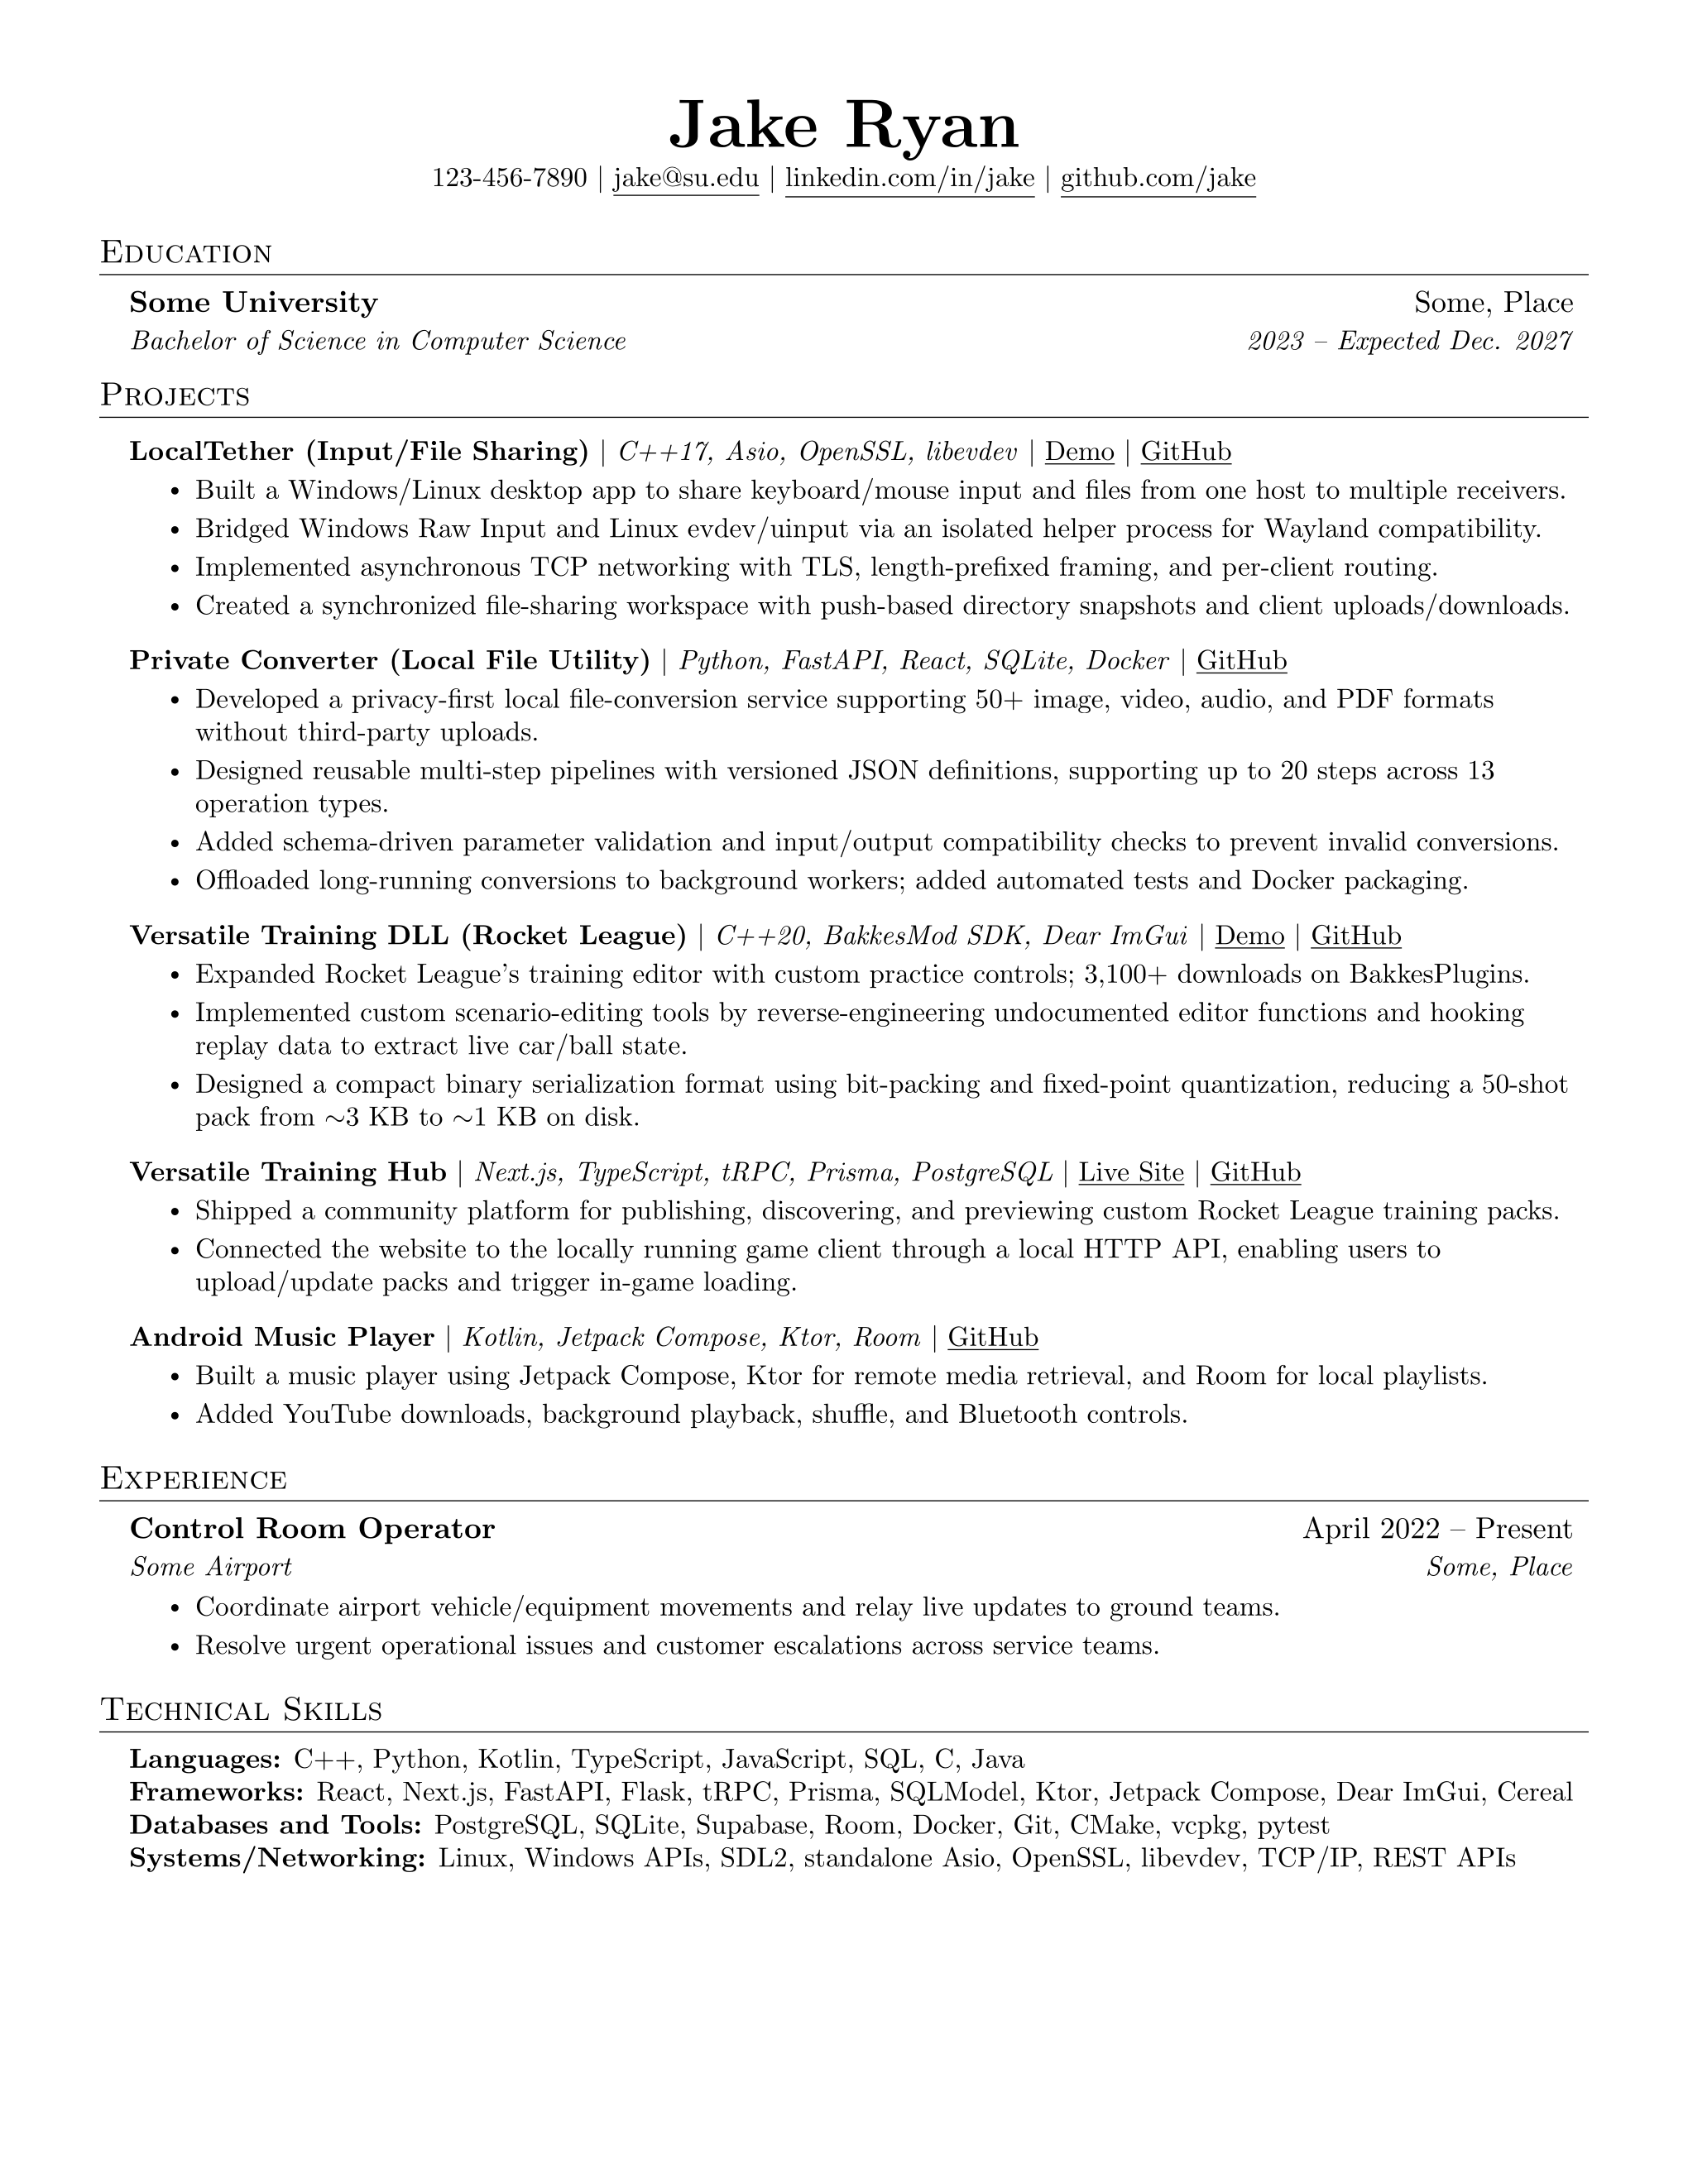 Jake Ryan
123-456-7890 | jake@su.edu | linkedin.com/in/jake | github.com/jake
Education
Some University Some, Place
Bachelor of Science in Computer Science 2023 – Expected Dec. 2027
Projects
LocalTether (Input/File Sharing) | C++17, Asio, OpenSSL, libevdev | Demo | GitHub
• Built a Windows/Linux desktop app to share keyboard/mouse input and files from one host to multiple receivers.
• Bridged Windows Raw Input and Linux evdev/uinput via an isolated helper process for Wayland compatibility.
• Implemented asynchronous TCP networking with TLS, length-prefixed framing, and per-client routing.
• Created a synchronized file-sharing workspace with push-based directory snapshots and client uploads/downloads.
Private Converter (Local File Utility) | Python, FastAPI, React, SQLite, Docker | GitHub
• Developed a privacy-first local file-conversion service supporting 50+ image, video, audio, and PDF formats
without third-party uploads.
• Designed reusable multi-step pipelines with versioned JSON definitions, supporting up to 20 steps across 13
operation types.
• Added schema-driven parameter validation and input/output compatibility checks to prevent invalid conversions.
• Offloaded long-running conversions to background workers; added automated tests and Docker packaging.
Versatile Training DLL (Rocket League) | C++20, BakkesMod SDK, Dear ImGui | Demo | GitHub
• Expanded Rocket League's training editor with custom practice controls; 3,100+ downloads on BakkesPlugins.
• Implemented custom scenario-editing tools by reverse-engineering undocumented editor functions and hooking
replay data to extract live car/ball state.
• Designed a compact binary serialization format using bit-packing and fixed-point quantization, reducing a 50-shot
pack from ~3 KB to ~1 KB on disk.
Versatile Training Hub | Next.js, TypeScript, tRPC, Prisma, PostgreSQL | Live Site | GitHub
• Shipped a community platform for publishing, discovering, and previewing custom Rocket League training packs.
• Connected the website to the locally running game client through a local HTTP API, enabling users to
upload/update packs and trigger in-game loading.
Android Music Player | Kotlin, Jetpack Compose, Ktor, Room | GitHub
• Built a music player using Jetpack Compose, Ktor for remote media retrieval, and Room for local playlists.
• Added YouTube downloads, background playback, shuffle, and Bluetooth controls.
Experience
Control Room Operator April 2022 – Present
Some Airport Some, Place
• Coordinate airport vehicle/equipment movements and relay live updates to ground teams.
• Resolve urgent operational issues and customer escalations across service teams.
Technical Skills
Languages: C++, Python, Kotlin, TypeScript, JavaScript, SQL, C, Java
Frameworks: React, Next.js, FastAPI, Flask, tRPC, Prisma, SQLModel, Ktor, Jetpack Compose, Dear ImGui, Cereal
Databases and Tools: PostgreSQL, SQLite, Supabase, Room, Docker, Git, CMake, vcpkg, pytest
Systems/Networking: Linux, Windows APIs, SDL2, standalone Asio, OpenSSL, libevdev, TCP/IP, REST APIs